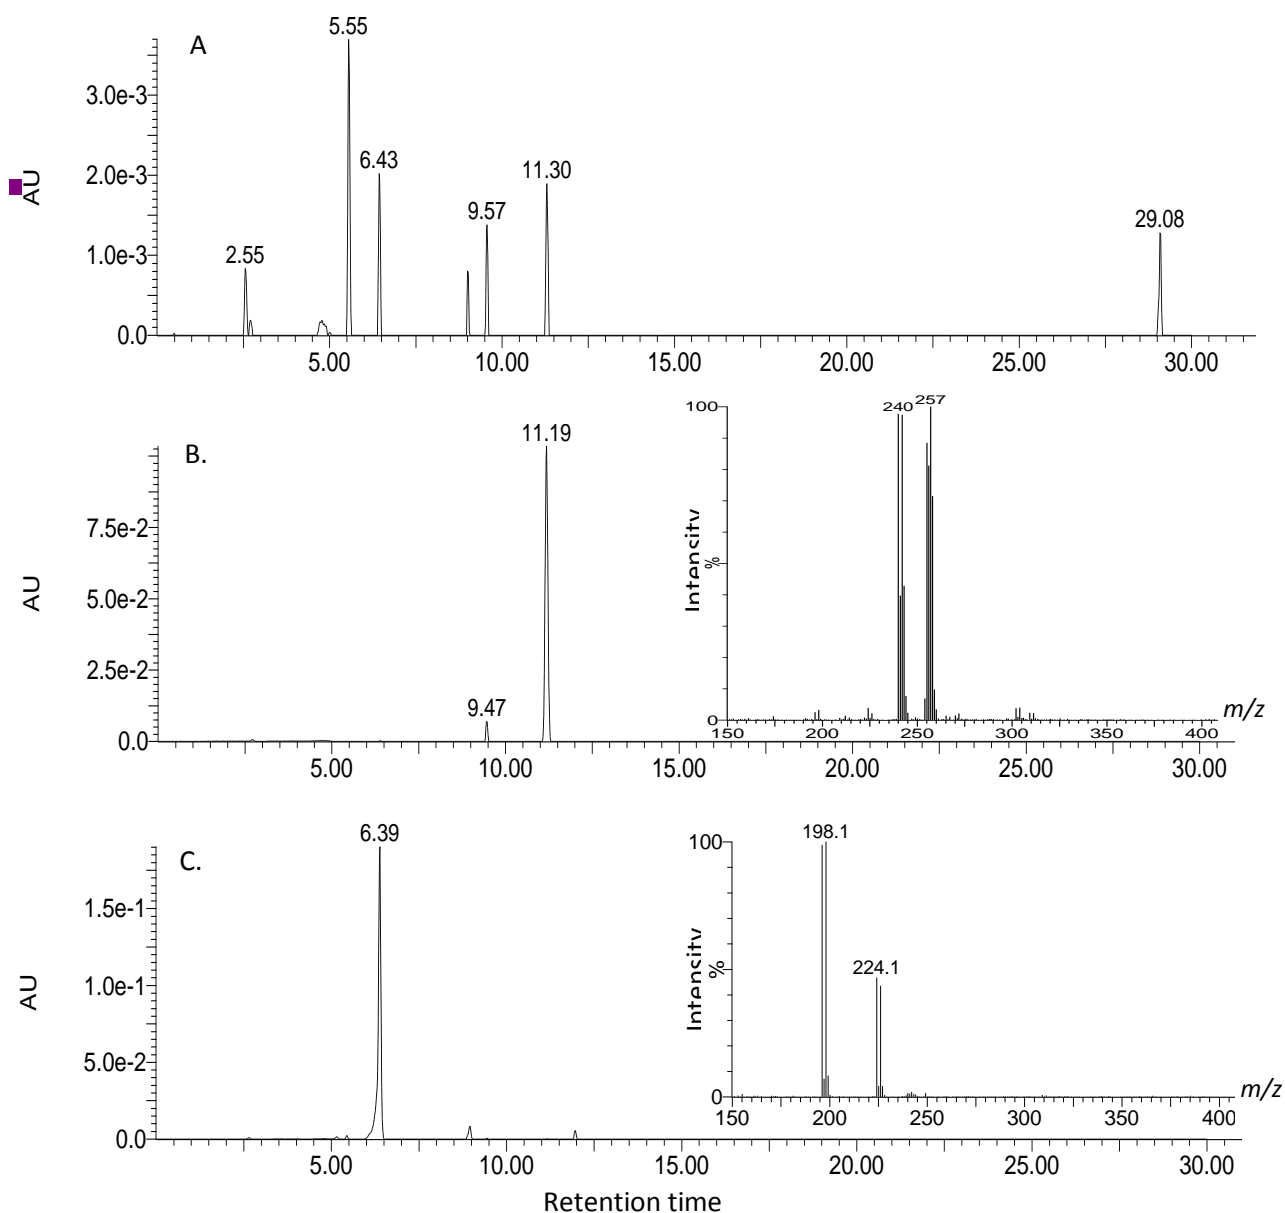 5.55
A
3.0e-3
6.43
2.0e-3
11.30
AU
9.57
29.08
2.55
1.0e-3
0.0
5.00 10.00 15.00 20.00 25.00 30.00
100 240 257
11.19
B.
7.5e-2
Intensity
%
AU
5.0e-2
2.5e-2
9.47
0 m/z
150 200 250 300 350 400
0.0
5.00 10.00 15.00 20.00 25.00 30.00
6.39
198.1
100
C.
1.5e-1
Intensity
%
224.1
AU
1.0e-1
5.0e-2
0 m/z
150 200 250 300 350 400
0.0
5.00 10.00 15.00 20.00 25.00 30.00
Retention time